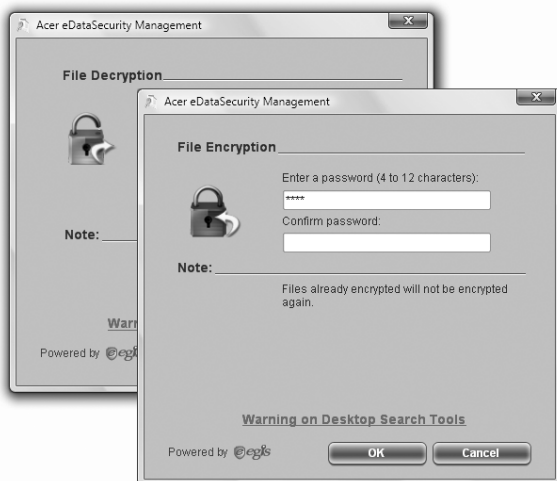 Acer eDataSecurity Management
File Decryption
Note:
Powered by
Acer eDataSecurity Management
File Encryption
Enter a password (4 to 12 characters):
****
Confirm password:
Note:
Files already encrypted will not be encrypted
again.
Warning on Desktop Search Tools
Powered by egis
OK Cancel